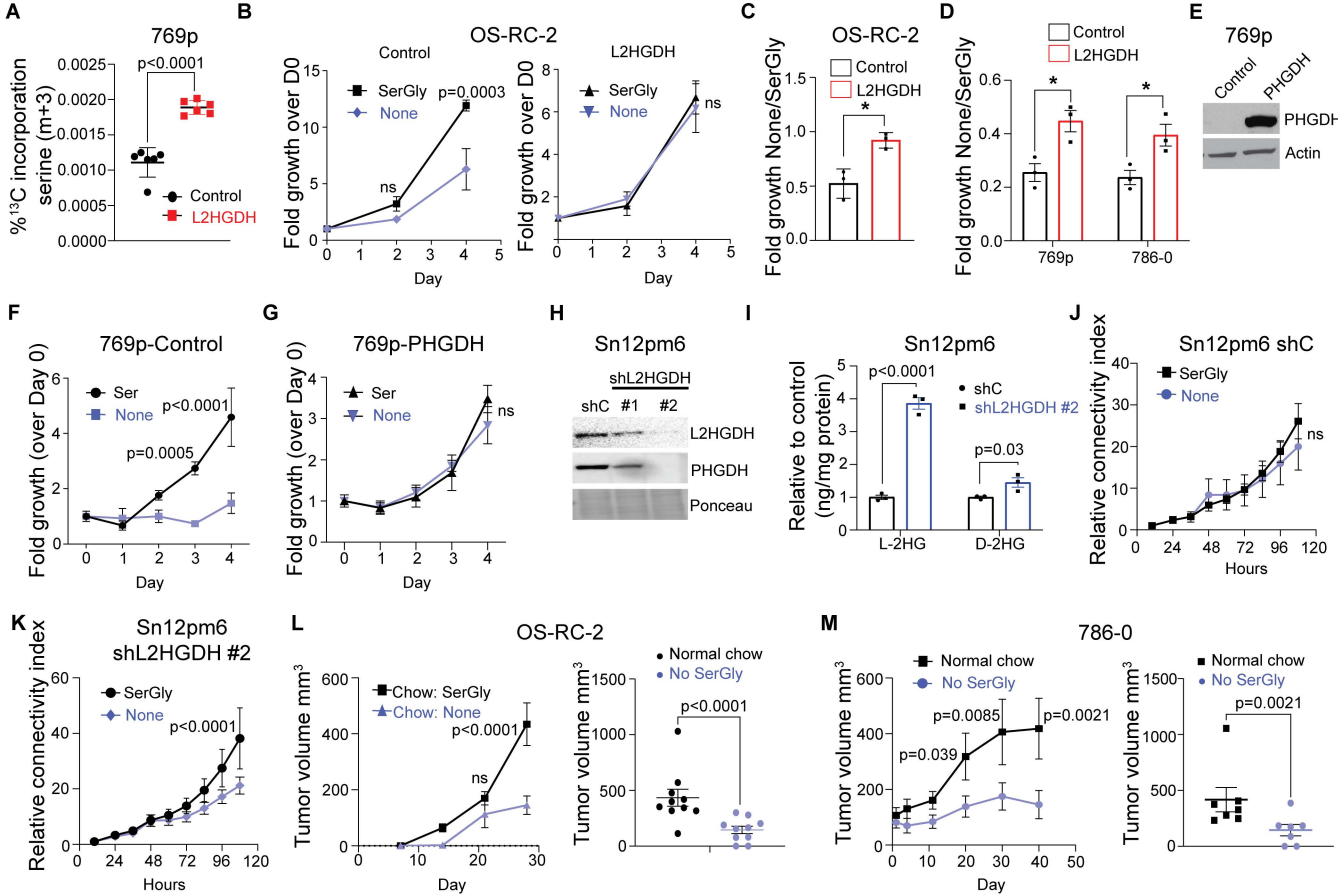 A
769p
p<0.0001
%¹³C incorporation
serine (m+3)
0.0025
0.0020
0.0015
0.0010
0.0005
0.0000
Control
L2HGDH
B
OS-RC-2
Control
Fold growth over D0
15
10
5
0
SerGly
None
p=0.0003
ns
0 1 2 3 4 5
Day
L2HGDH
Fold growth over D0
8
6
4
2
SerGly
None
ns
0 1 2 3 4 5
Day
C
OS-RC-2
Control
L2HGDH
*
Fold growth None/SerGly
1.5
1.0
0.5
0.0
D
Control
L2HGDH
Fold growth None/SerGly
0.6
0.4
0.2
0.0
* *
769p 786-0
E
769p
Control
PHGDH
PHGDH
Actin
F
769p-Control
Fold growth (over Day 0)
6
4
2
0
Ser
None
p<0.0001
p=0.0005
0 1 2 3 4
Day
G
769p-PHGDH
Fold growth (over Day 0)
4
3
2
1
0
Ser
None
ns
0 1 2 3 4
Day
H
Sn12pm6
shL2HGDH
shC #1 #2
L2HGDH
PHGDH
Ponceau
I
Sn12pm6
Relative to control
(ng/mg protein)
5
4
3
2
1
0
p<0.0001
shC
shL2HGDH #2
p=0.03
L-2HG D-2HG
J
Sn12pm6 shC
Relative connectivity index
40
30
20
10
0
SerGly
None
ns
0 24 48 72 96 120
Hours
K
Sn12pm6
shL2HGDH #2
Relative connectivity index
60
40
20
0
SerGly
None
p<0.0001
0 24 48 72 96 120
Hours
L
OS-RC-2
Tumor volume mm³
600
400
200
0
Chow: SerGly
Chow: None
p<0.0001
ns
0 10 20 30
Day
Normal chow
No SerGly
p<0.0001
Tumor volume mm³
1500
1000
500
0
M
786-0
Tumor volume mm³
600
400
200
0
Normal chow
No SerGly
p=0.0085
p=0.0021
p=0.039
0 10 20 30 40 50
Day
Normal chow
No SerGly
p=0.0021
Tumor volume mm³
1500
1000
500
0